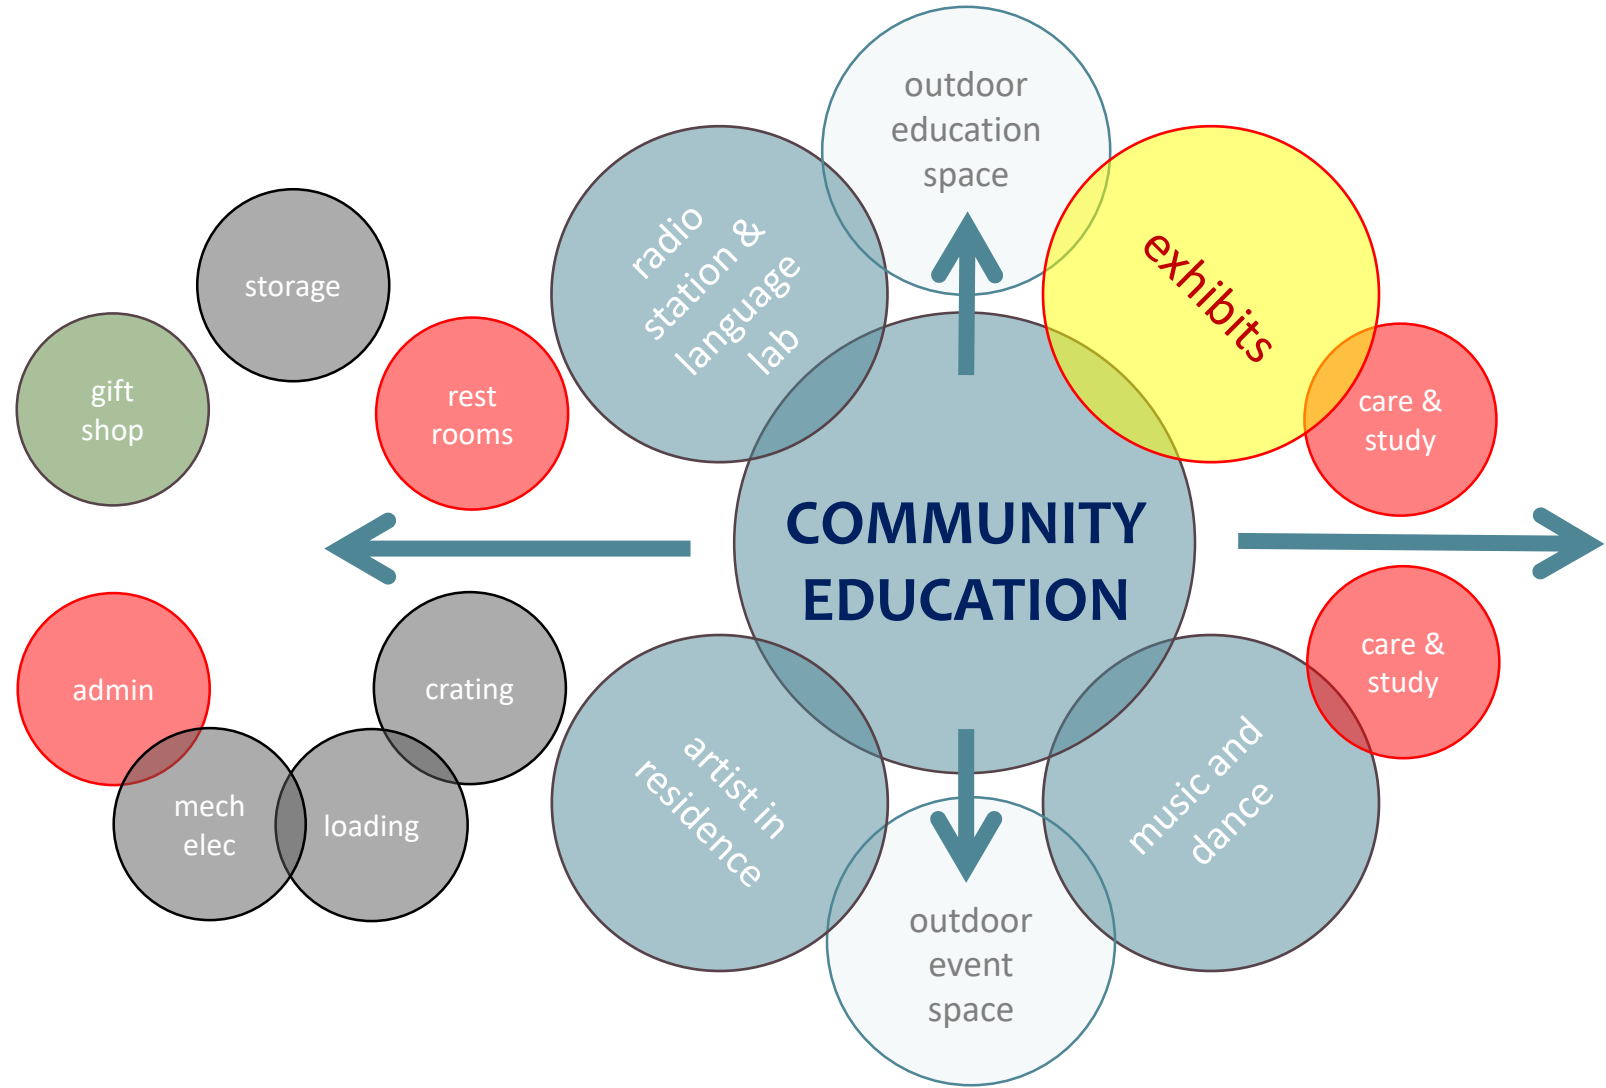 outdoor
education
space
radio
station &
language
lab
exhibits
storage
gift
shop
rest
rooms
care &
study
COMMUNITY
EDUCATION
admin
crating
care &
study
mech
elec
loading
artist in
residence
music and
dance
outdoor
event
space